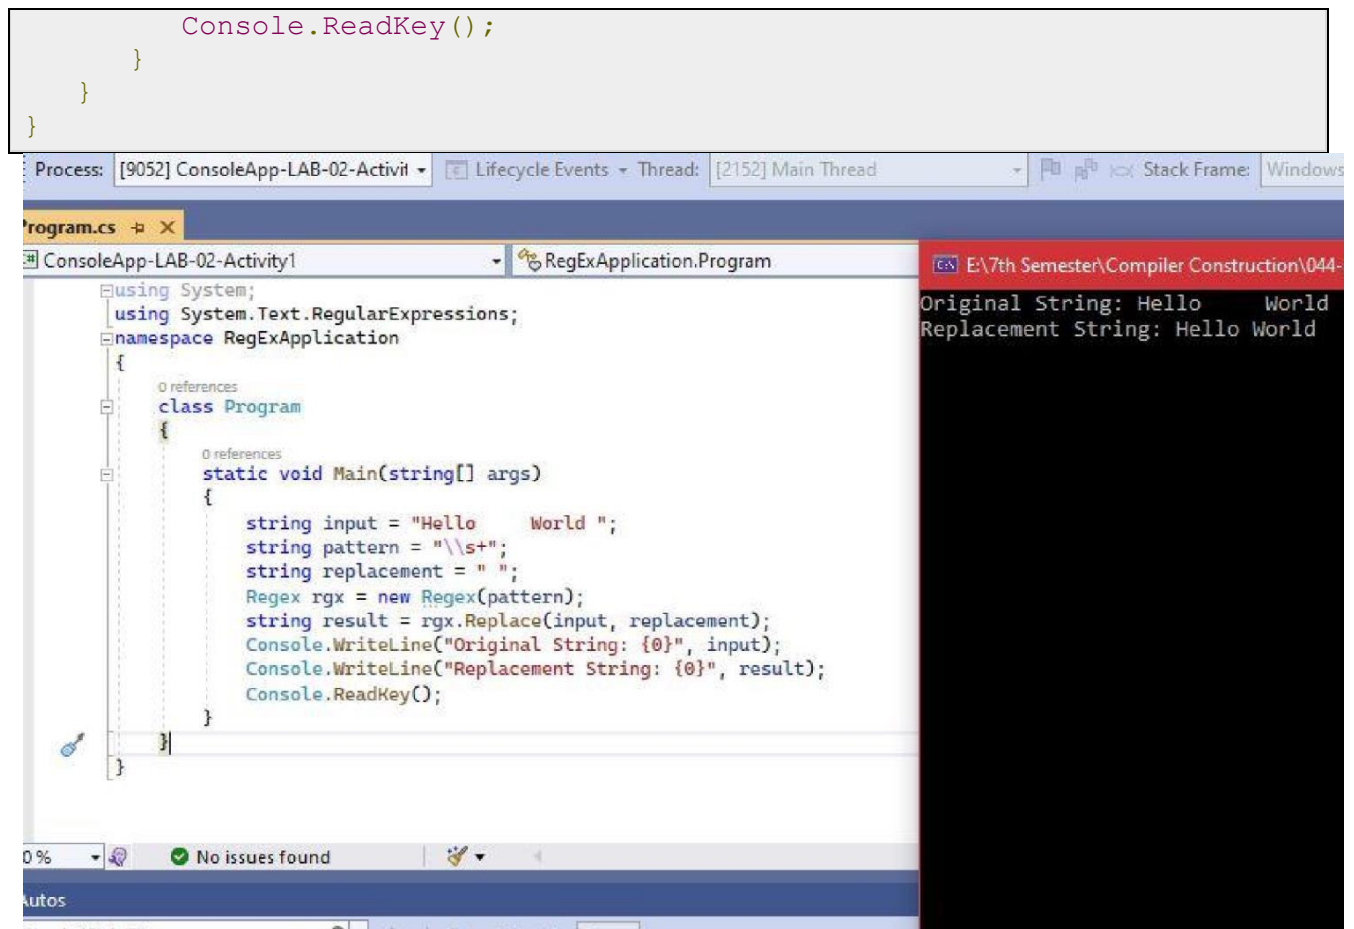 Console.ReadKey();
}
}
}
Process: [9052] ConsoleApp-LAB-02-Activit Lifecycle Events Thread: [2152] Main Thread Stack Frame: Windows
rogram.cs
ConsoleApp-LAB-02-Activity1 RegExApplication.Program
using System;
using System.Text.RegularExpressions;
namespace RegExApplication
{
0 references
class Program
{
0 references
static void Main(string[] args)
{
string input = "Hello     World ";
string pattern = "\\s+";
string replacement = " ";
Regex rgx = new Regex(pattern);
string result = rgx.Replace(input, replacement);
Console.WriteLine("Original String: {0}", input);
Console.WriteLine("Replacement String: {0}", result);
Console.ReadKey();
}
}
}
0 % No issues found
Autos
E:\7th Semester\Compiler Construction\044-
Original String: Hello     World
Replacement String: Hello World